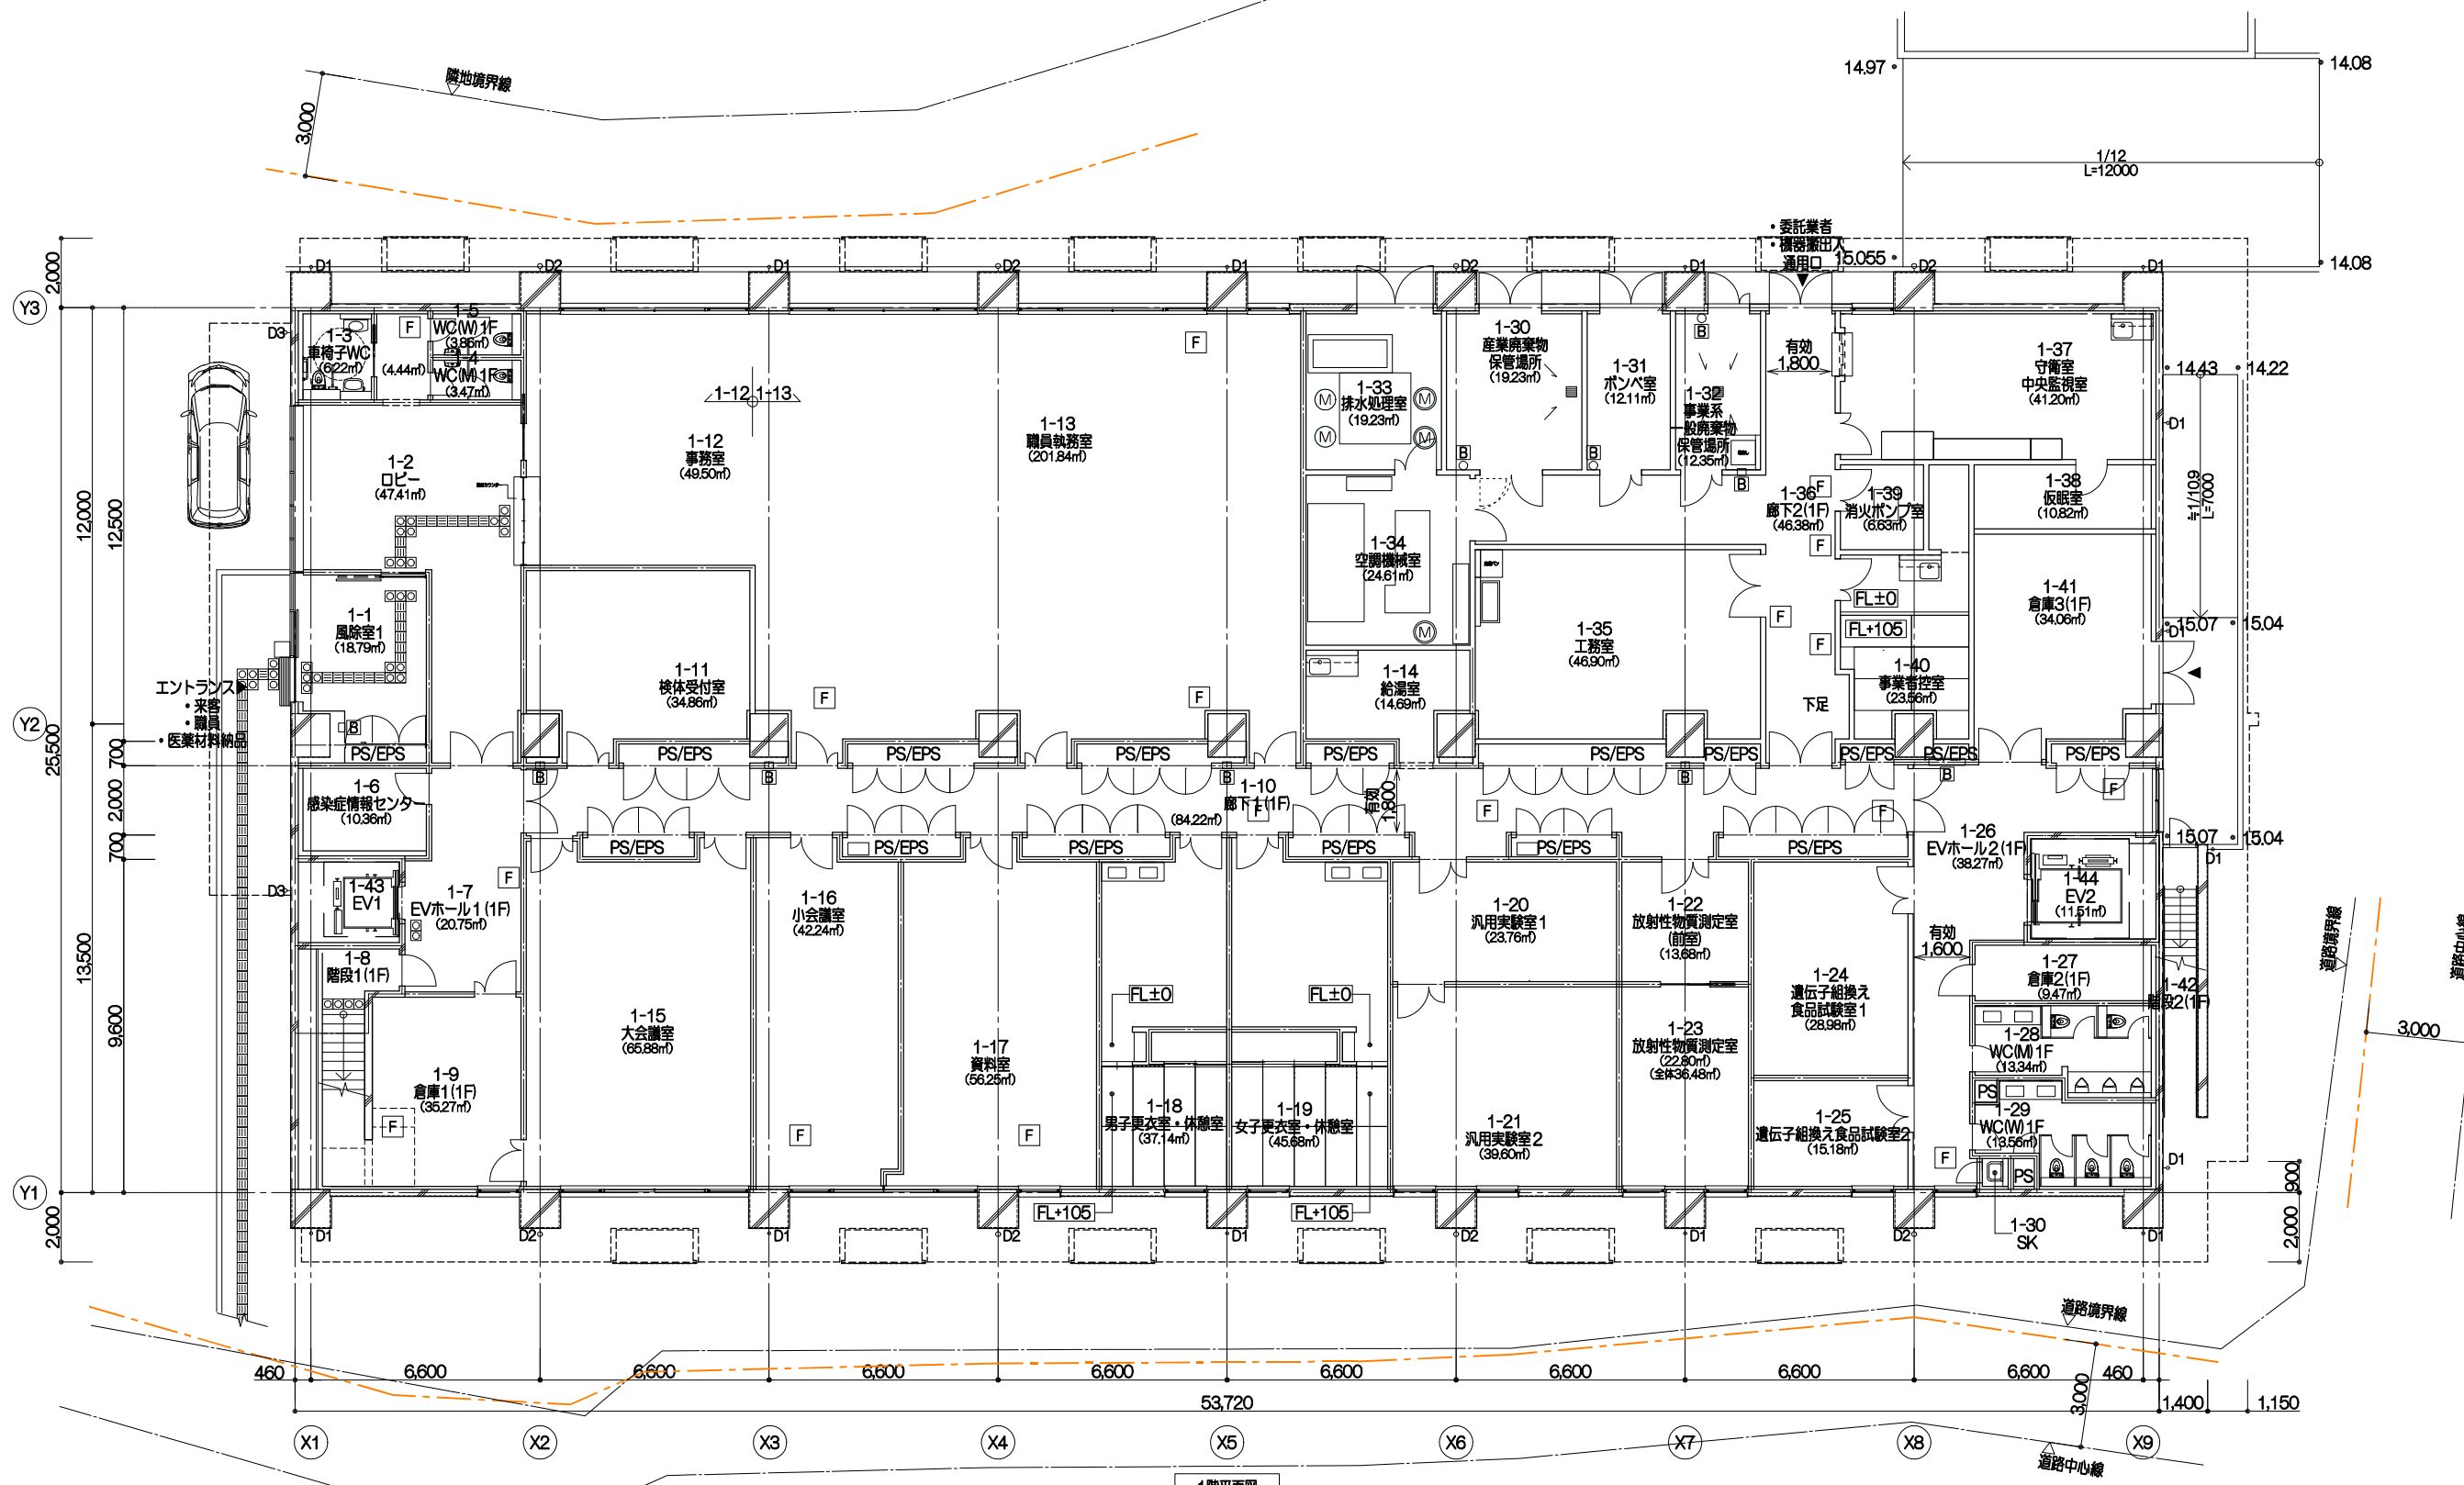 隣地境界線
3,000
14.97
14.08
1/12
L=12000
・委託業者
・機器搬出入
通用口
15.055
14.08
D1
D2
D1
D2
D1
D2
D1
D2
D1
2,000
Y3
D3
1-3
車椅子WC
(6.22㎡)
F
(4.44㎡)
1-5
WC(W)1F
(3.86㎡)
-4
WC(M)1F
(3.47㎡)
1-2
ロビー
(47.41㎡)
1-12
1-13
1-12
事務室
(49.50㎡)
1-13
職員執務室
(201.84㎡)
F
1-33
排水処理室
(19.23㎡)
M
M
M
M
1-30
産業廃棄物
保管場所
(19.23㎡)
B
1-31
ボンベ室
(12.11㎡)
B
B
1-32
事業系
一般廃棄物
保管場所
(12.35㎡)
B
有効
1,800
1-37
守衛室
中央監視室
(41.20㎡)
14.43
14.22
D1
≒1/10.9
L=7000
12,000
12,500
25,500
1-36
廊下2(1F)
(46.38㎡)
F
F
1-39
消火ポンプ室
(6.63㎡)
1-38
仮眠室
(10.82㎡)
1-34
空調機械室
(24.61㎡)
M
1-1
風除室1
(18.79㎡)
エントランス
・来客
・職員
・医薬材料納品
B
1-11
検体受付室
(34.86㎡)
F
F
1-14
給湯室
(14.69㎡)
1-35
工務室
(46.90㎡)
F
F
FL±0
FL+105
1-40
事業者控室
(23.56㎡)
下足
1-41
倉庫3(1F)
(34.06㎡)
15.07
15.04
D1
Y2
700
2,000
700
PS/EPS
PS/EPS
PS/EPS
PS/EPS
PS/EPS
PS/EPS
PS/EPS
PS/EPS
PS/EPS
PS/EPS
B
B
B
B
B
1-6
感染症情報センター
(10.36㎡)
1-10
廊下1(1F)
(84.22㎡)
F
有効
1,800
F
F
F
PS/EPS
PS/EPS
PS/EPS
PS/EPS
PS/EPS
PS/EPS
15.07
15.04
D1
D3
1-43
EV1
1-7
EVホール1(1F)
(20.75㎡)
F
1-8
階段1(1F)
1-9
倉庫1(1F)
(35.27㎡)
F
1-15
大会議室
(65.88㎡)
1-16
小会議室
(42.24㎡)
F
1-17
資料室
(56.25㎡)
F
FL±0
FL±0
1-18
男子更衣室・休憩室
(37.14㎡)
1-19
女子更衣室・休憩室
(45.68㎡)
FL+105
FL+105
1-20
汎用実験室1
(23.76㎡)
1-21
汎用実験室2
(39.60㎡)
1-22
放射性物質測定室
(前室)
(13.68㎡)
1-23
放射性物質測定室
(22.80㎡)
(全体36.48㎡)
1-24
遺伝子組換え
食品試験室1
(28.98㎡)
1-25
遺伝子組換え食品試験室2
(15.18㎡)
1-26
EVホール2(1F)
(38.27㎡)
1-44
EV2
(11.51㎡)
有効
1,600
1-27
倉庫2(1F)
(9.47㎡)
1-42
階段2(1F)
1-28
WC(M)1F
(13.34㎡)
PS
1-29
WC(W)1F
(13.56㎡)
F
PS
D1
1-30
SK
13,500
9,600
Y1
2,000
900
2,000
D1
D2
D1
D2
D1
D2
D1
D2
D1
道路境界線
道路中心線
3,000
道路境界線
460
6,600
6,600
6,600
6,600
6,600
6,600
6,600
6,600
460
53,720
1,400
1,150
3,000
X1
X2
X3
X4
X5
X6
X7
X8
X9
道路中心線